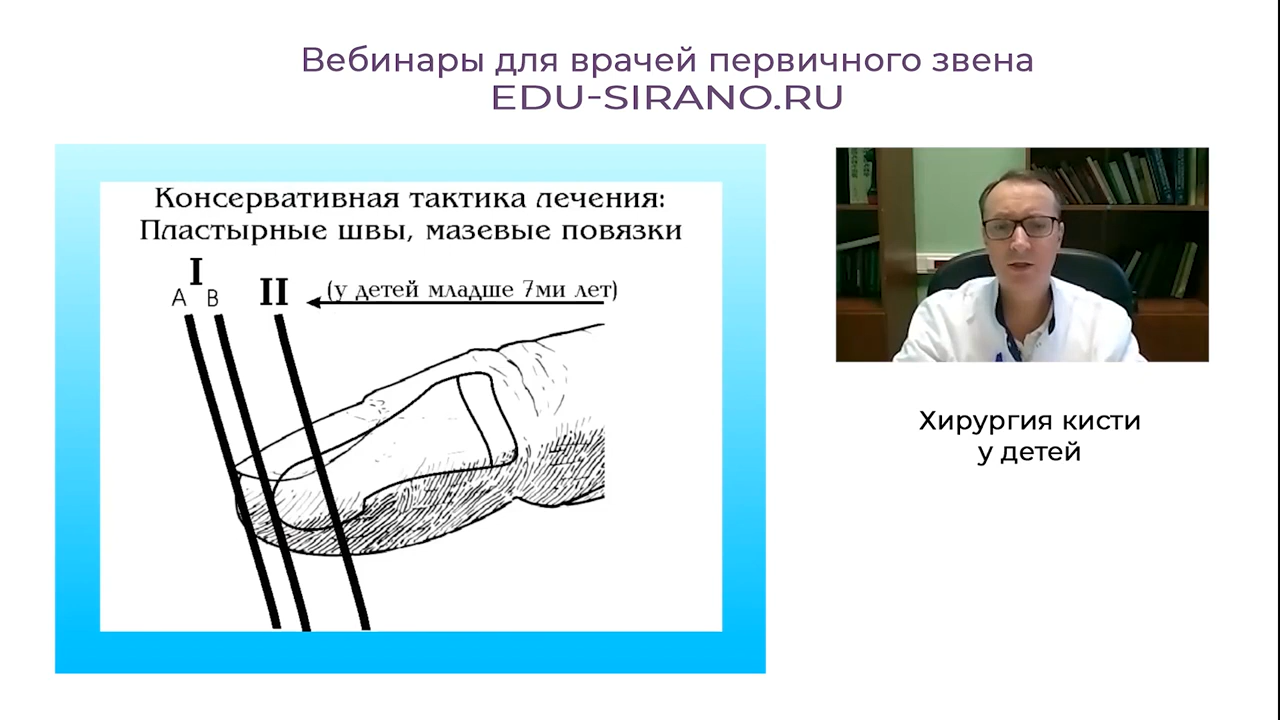 Вебинары для врачей первичного звена
EDU-SIRANO.RU
Консервативная тактика лечения:
Пластырные швы, мазевые повязки
I
A B
II
(у детей младше 7ми лет)
Хирургия кисти
у детей